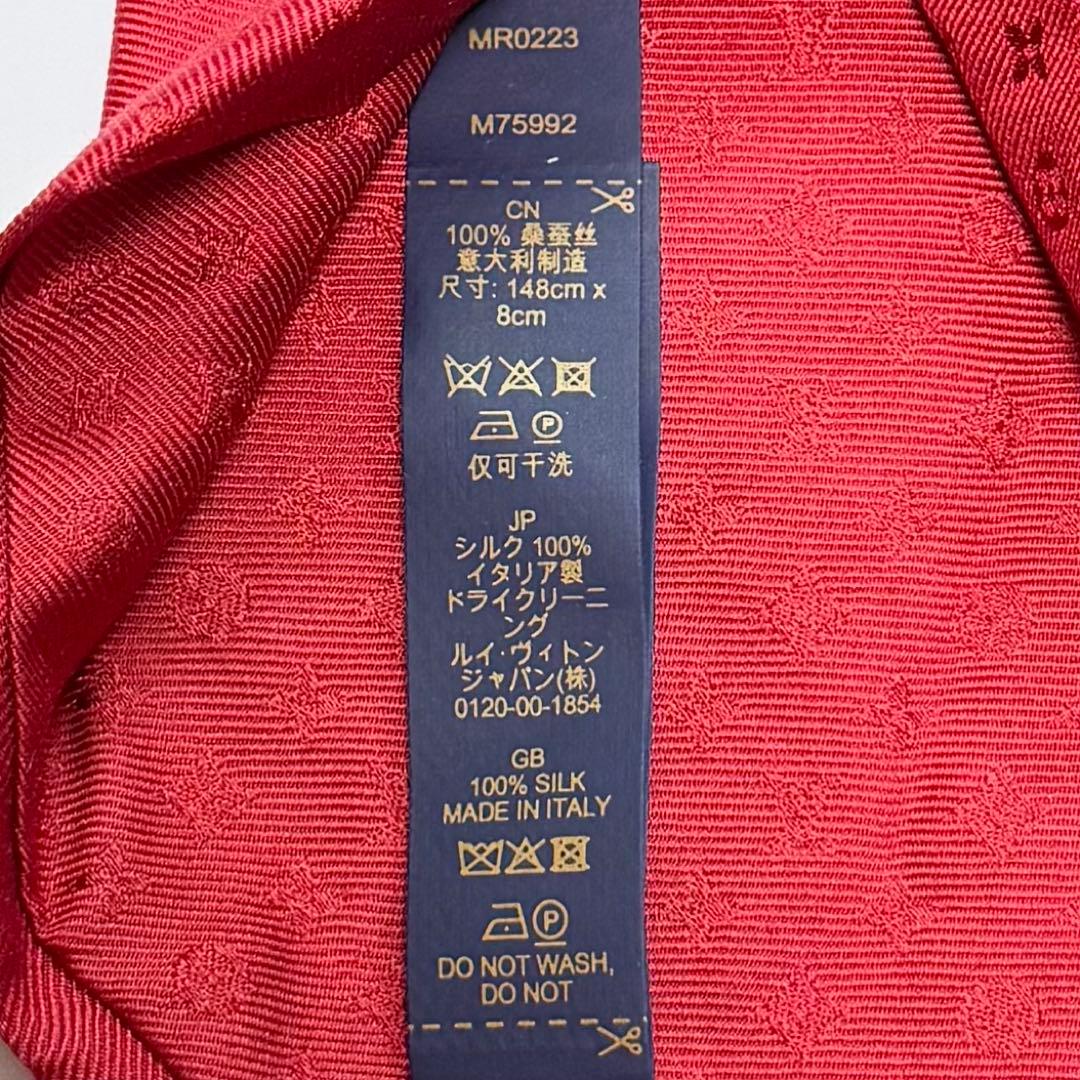 MR0223
M75992
CN
100% 桑蚕丝
意大利制造
尺寸: 148cm x
8cm
P
仅可干洗
JP
シルク 100%
イタリア製
ドライクリーニ
ング
ルイ·ヴィトン
ジャパン(株)
0120-00-1854
GB
100% SILK
MADE IN ITALY
P
DO NOT WASH,
DO NOT